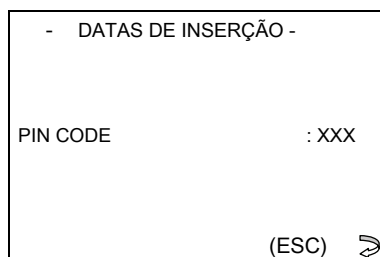 - DATAS DE INSERÇÃO -
PIN CODE : XXX
(ESC)